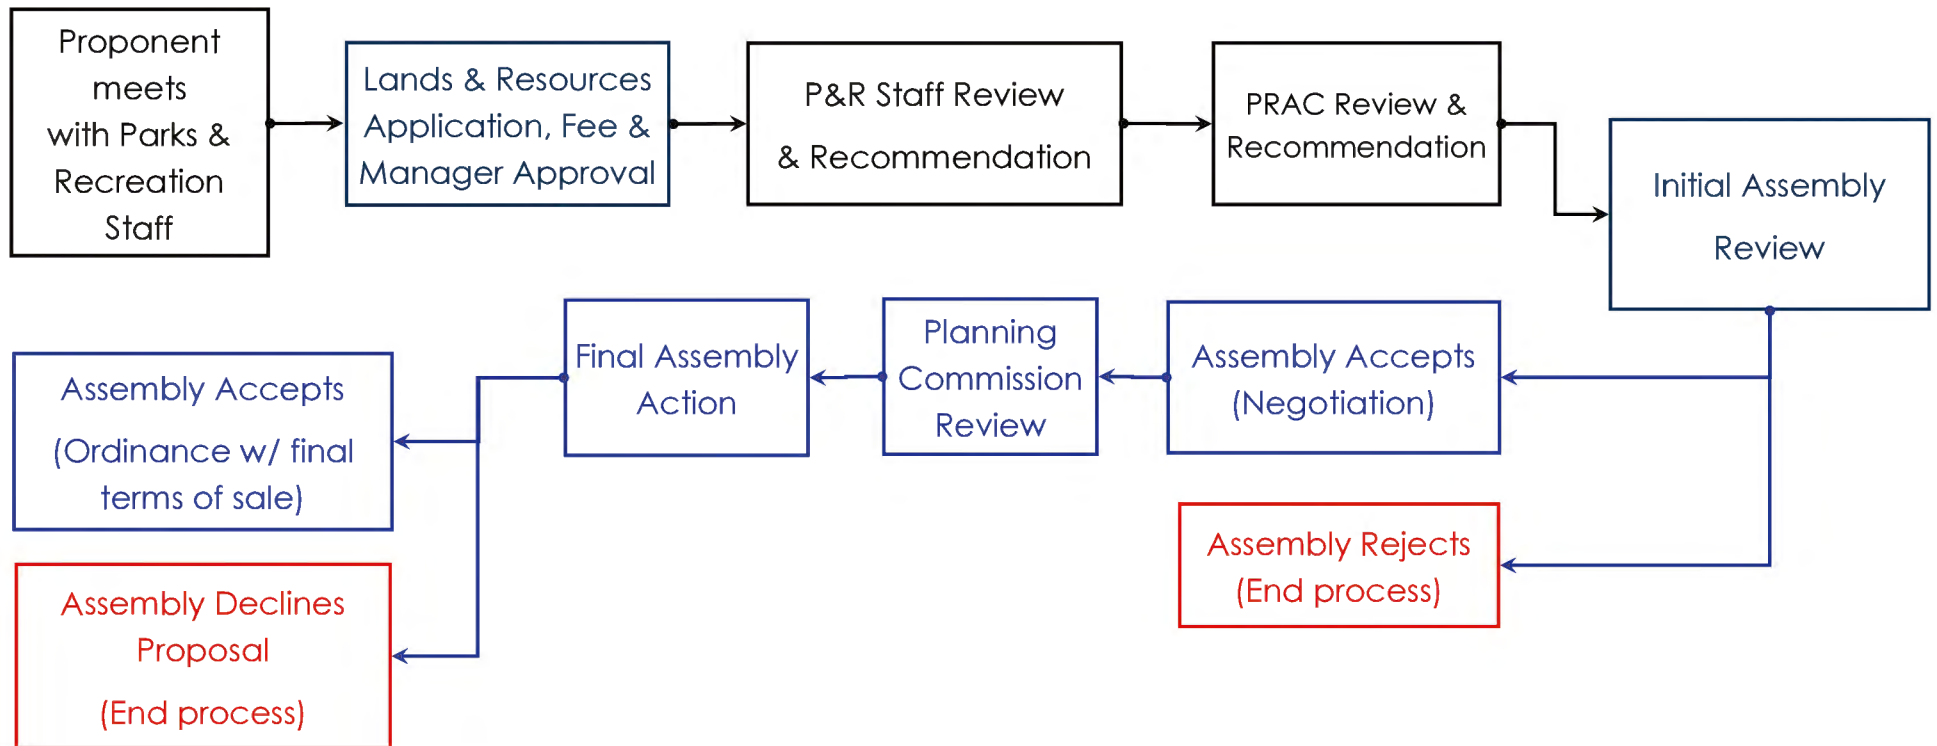 Proponent
meets
with Parks &
Recreation
Staff
Lands & Resources
Application, Fee &
Manager Approval
P&R Staff Review
& Recommendation
PRAC Review &
Recommendation
Initial Assembly
Review
Assembly Accepts
(Negotiation)
Planning
Commission
Review
Final Assembly
Action
Assembly Accepts
(Ordinance w/ final
terms of sale)
Assembly Rejects
(End process)
Assembly Declines
Proposal
(End process)